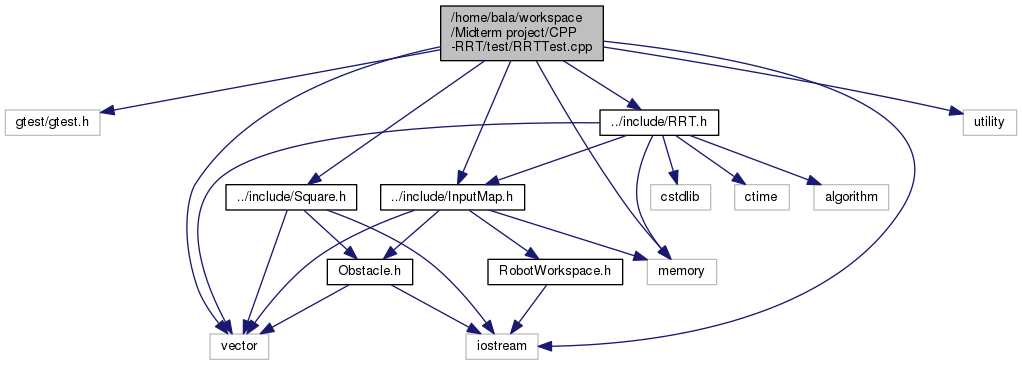 /home/bala/workspace
/Midterm project/CPP
-RRT/test/RRTTest.cpp
gtest/gtest.h
../include/RRT.h
utility
../include/Square.h
../include/InputMap.h
cstdlib
ctime
algorithm
Obstacle.h
RobotWorkspace.h
memory
vector
iostream